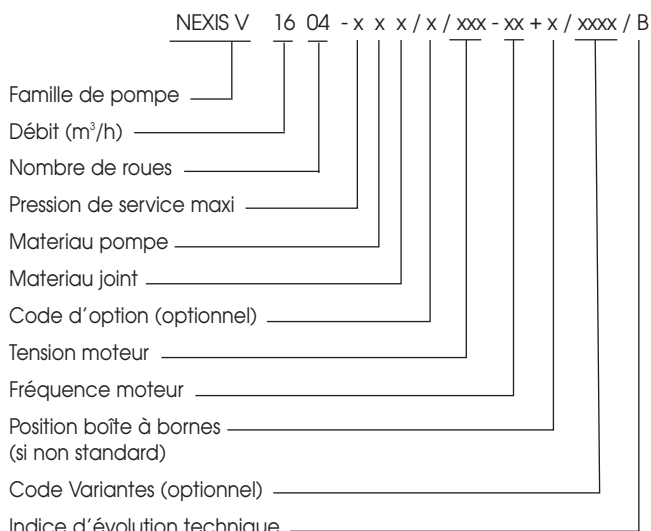 NEXIS V 16 04 - x x x / x / xxx - xx + x / xxxx / B
Famille de pompe
Débit (m³/h)
Nombre de roues
Pression de service maxi
Materiau pompe
Materiau joint
Code d'option (optionnel)
Tension moteur
Fréquence moteur
Position boîte à bornes
(si non standard)
Code Variantes (optionnel)
Indice d'évolution technique